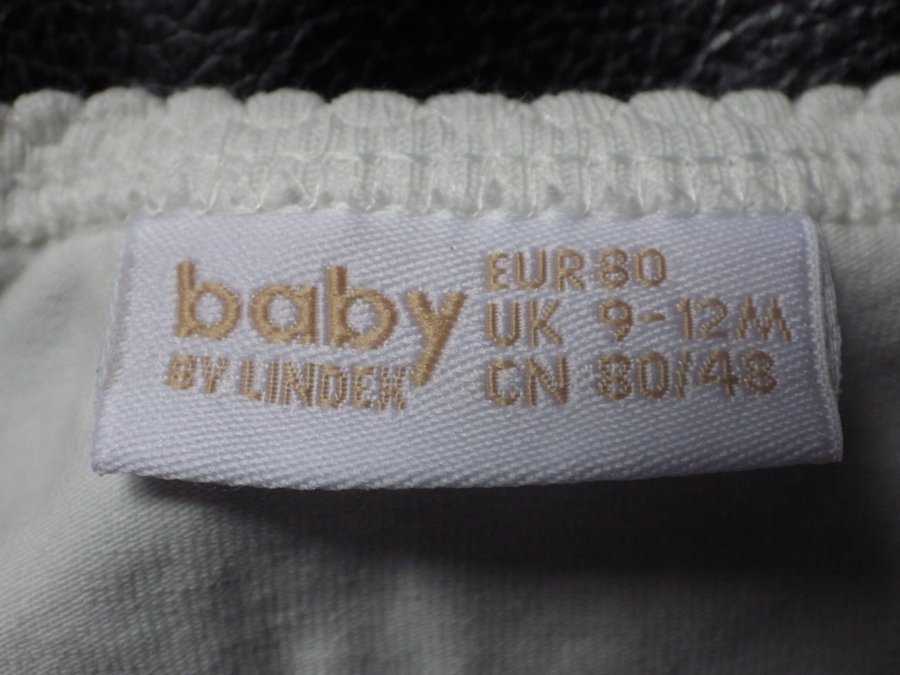 baby
BY LINDEX
EUR 80
UK 9-12M
CN 80/48